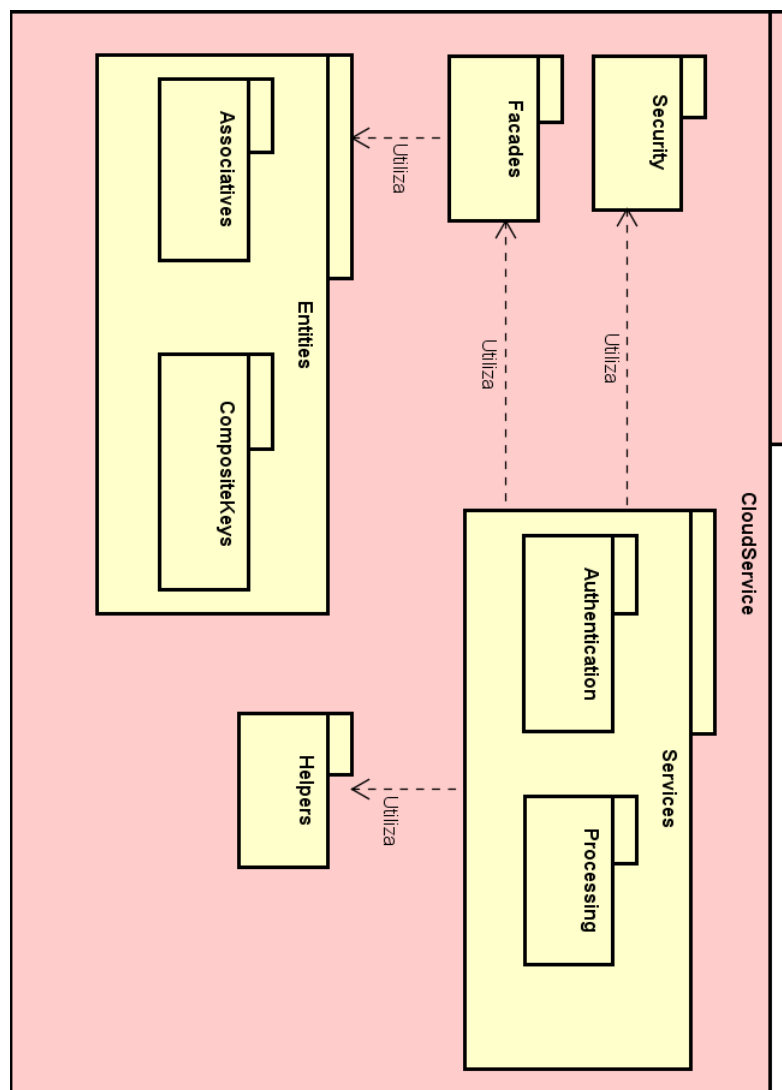 CloudService
Services
Authentication
Processing
Utiliza
Security
Utiliza
Facades
Utiliza
Helpers
Utiliza
Entities
Associatives
CompositeKeys